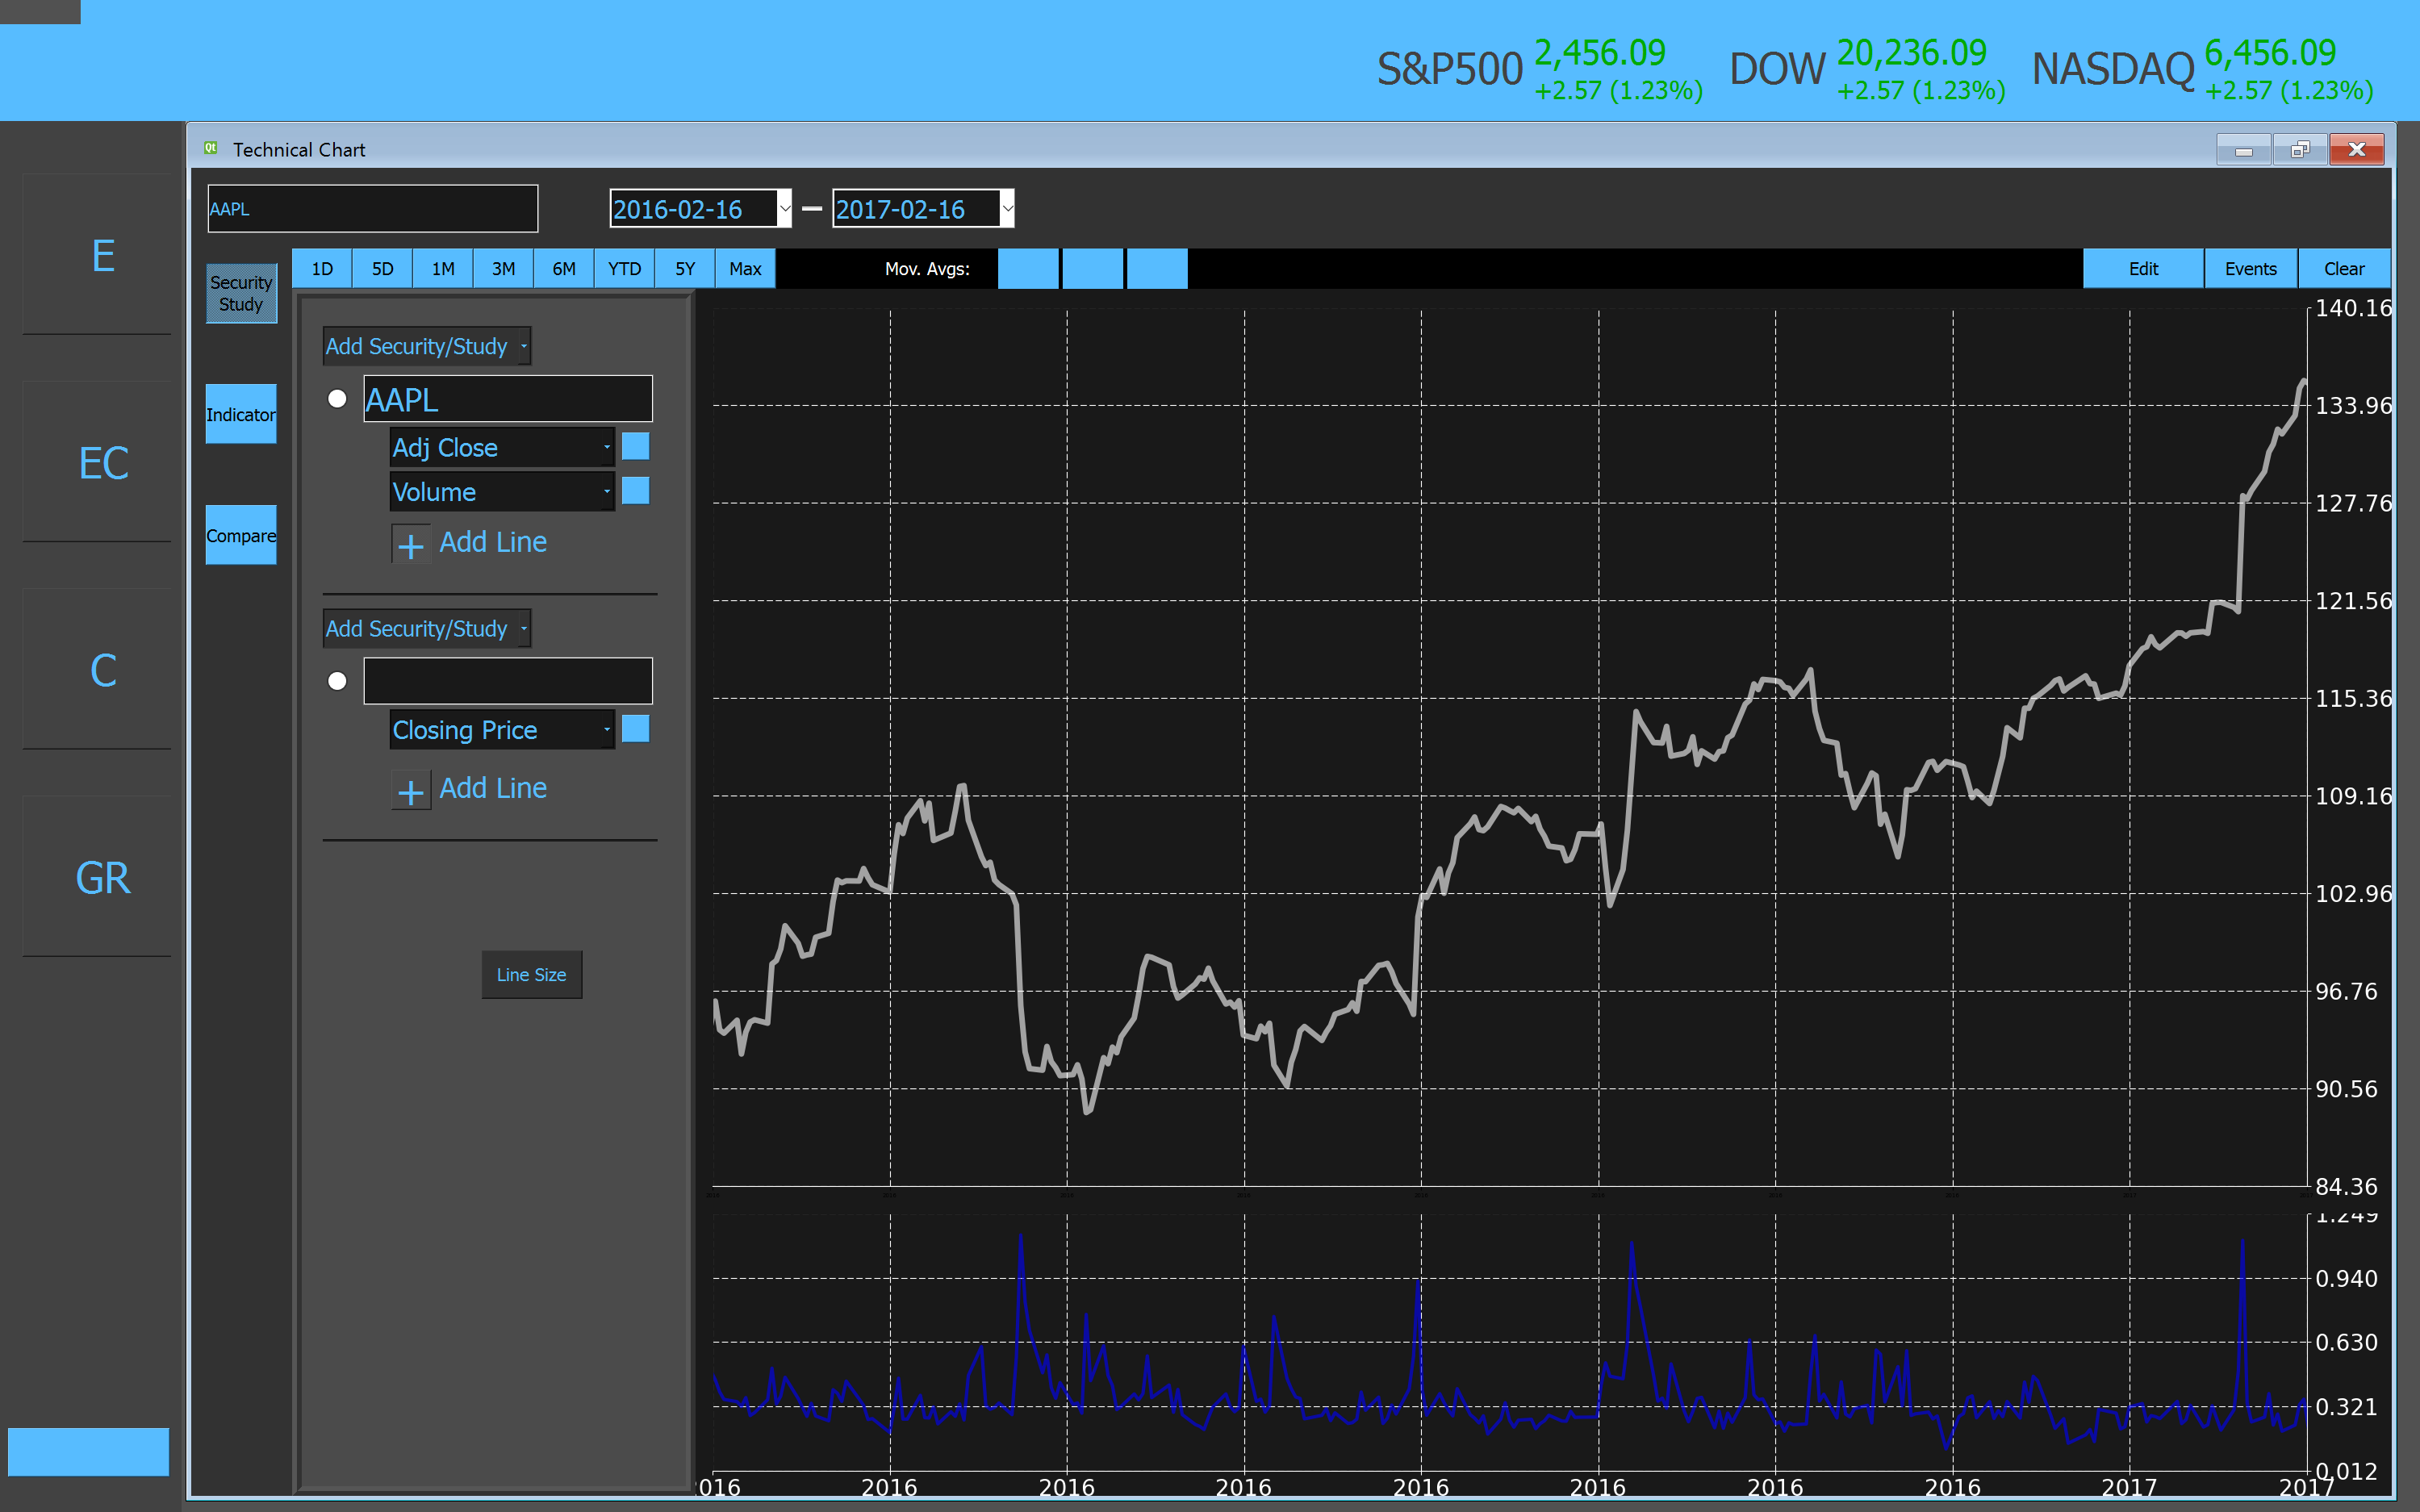 S&P500 2,456.09 DOW 20,236.09 NASDAQ 6,456.09
+2.57 (1.23%) +2.57 (1.23%) +2.57 (1.23%)
Qt Technical Chart
AAPL 2016-02-16 2017-02-16
E
EC
C
GR
Security
Study
Indicator
Compare
1D 5D 1M 3M 6M YTD 5Y Max Mov. Avgs: Edit Events Clear
Add Security/Study
AAPL
Adj Close
Volume
+ Add Line
Add Security/Study
Closing Price
+ Add Line
Line Size
140.16
133.96
127.76
121.56
115.36
109.16
102.96
96.76
90.56
84.36
1.249
0.940
0.630
0.321
0.012
016 2016 2016 2016 2016 2016 2016 2016 2017 2017